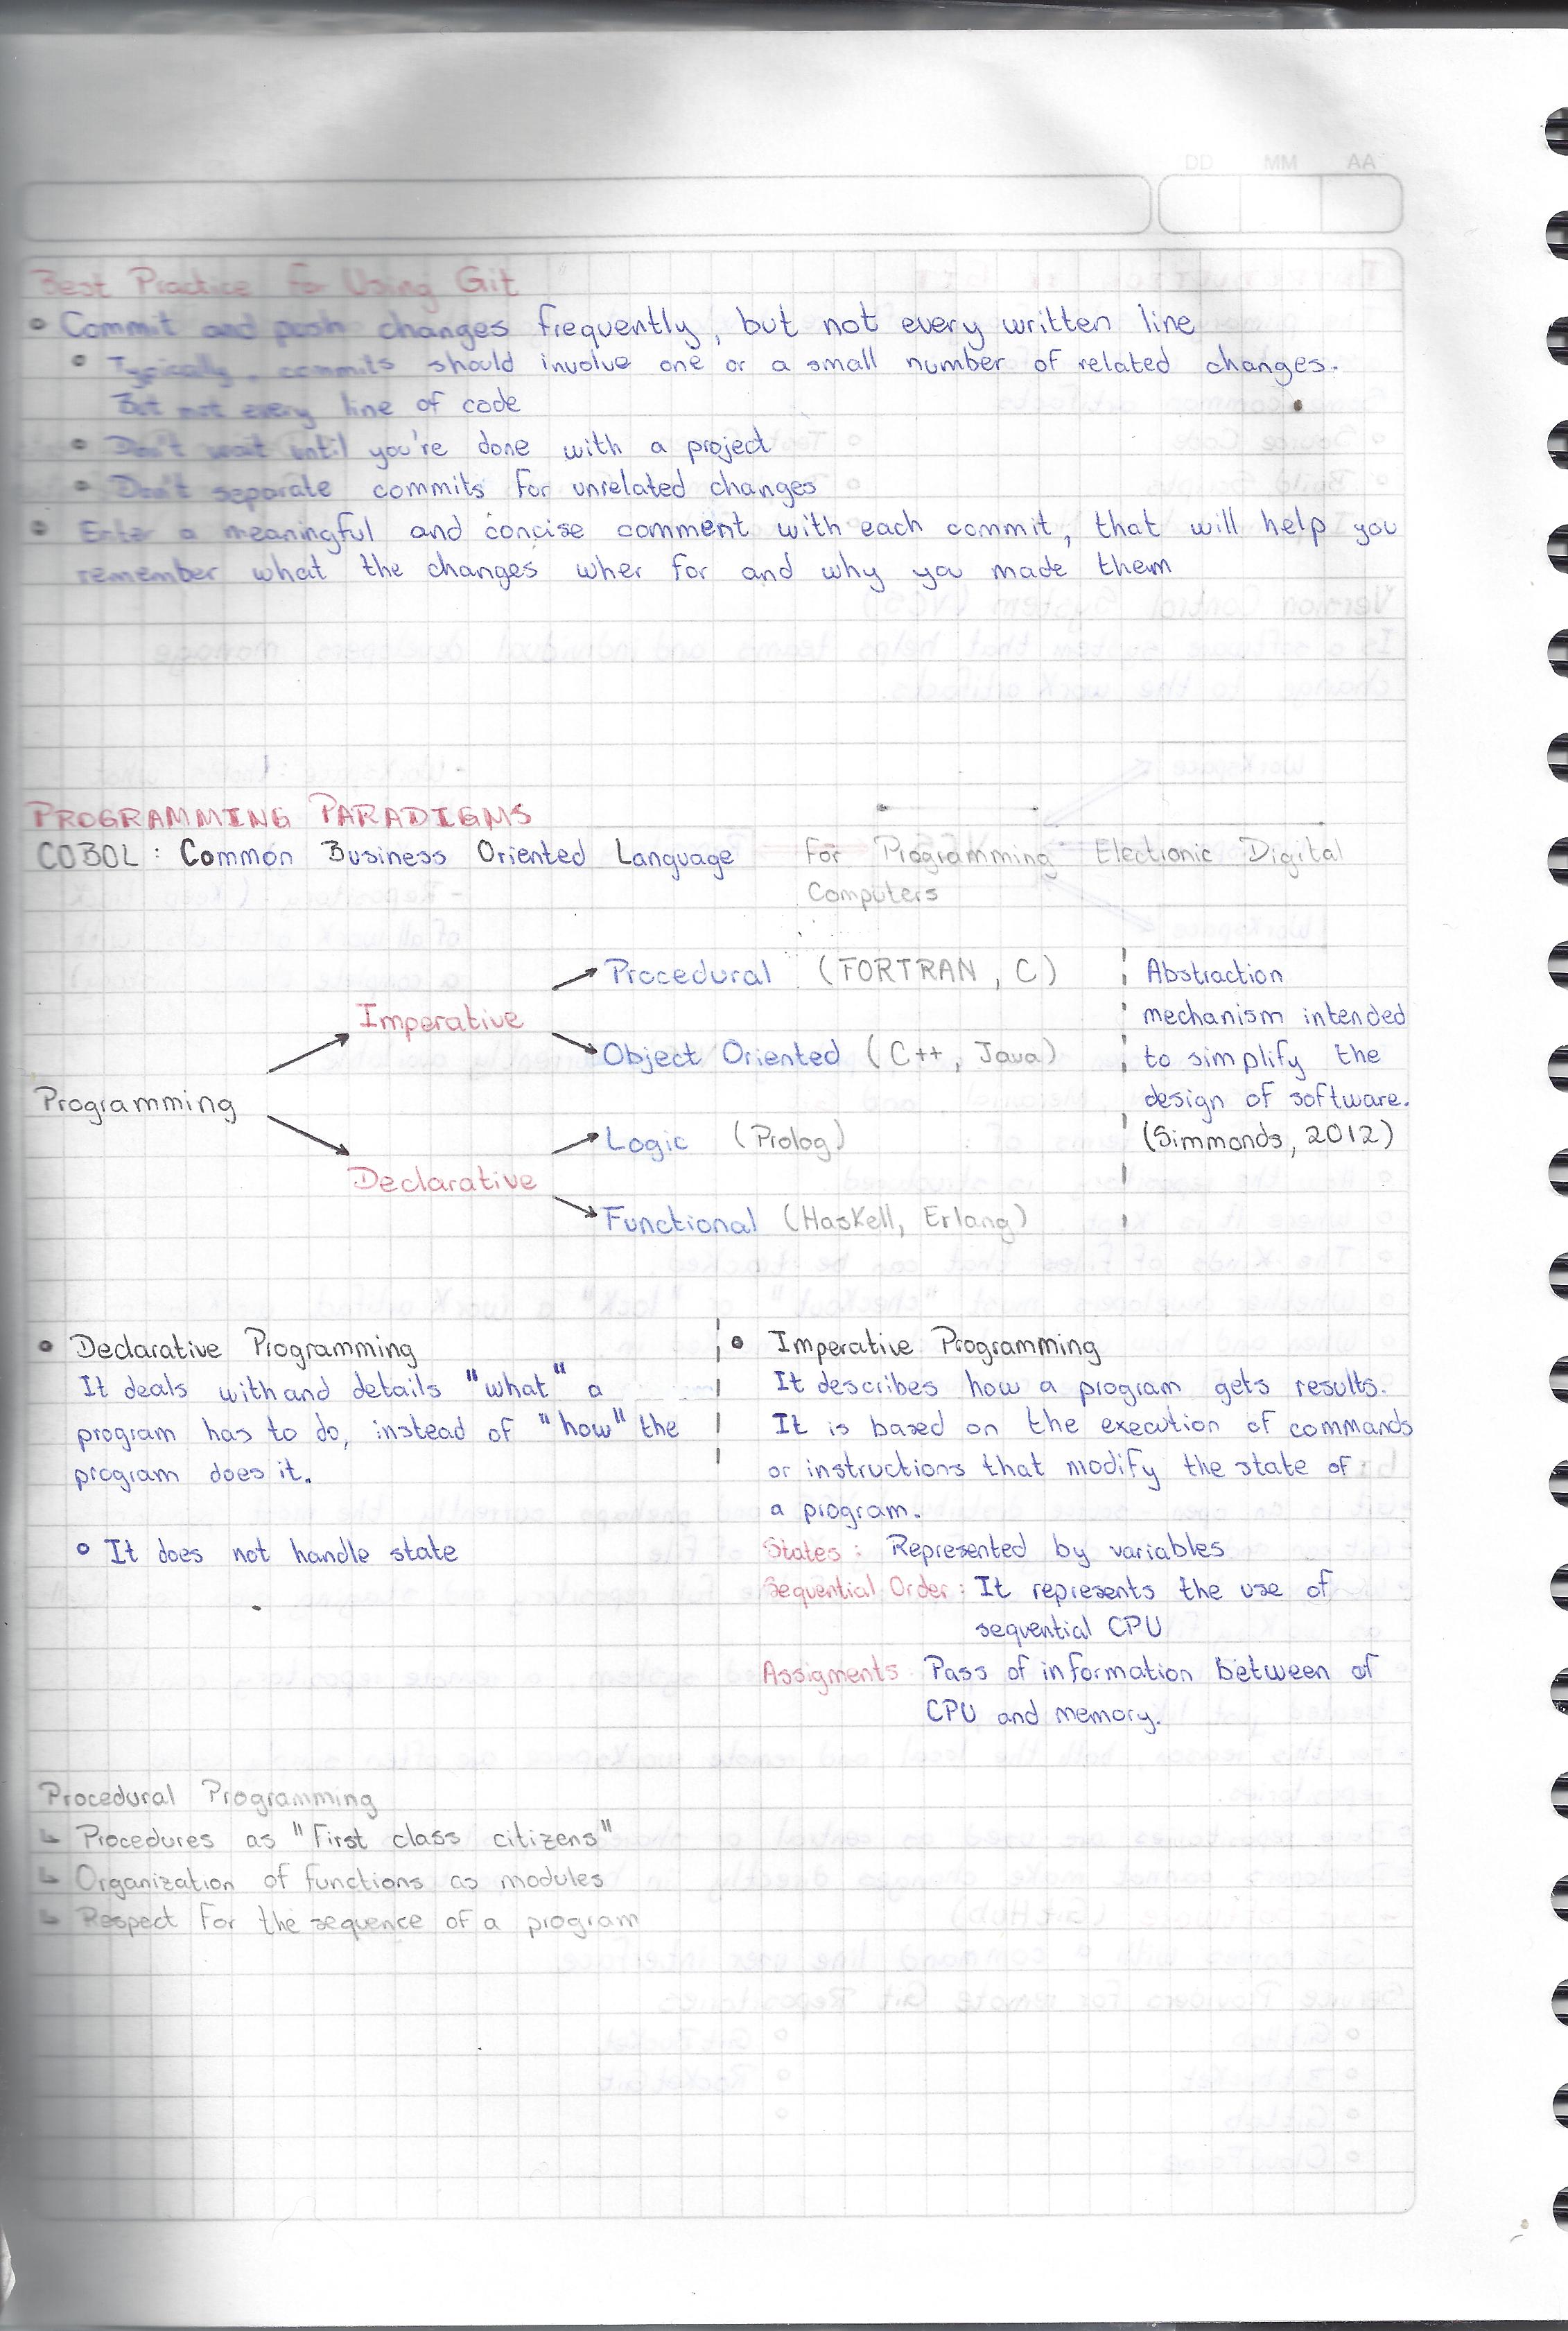 DD MM AA
Best Practice for Using Git
• Commit and push changes frequently, but not every written line
• Typically, commits should involve one or a small number of related changes.
But not every line of code
• Don't wait until you're done with a project
• Don't separate commits for unrelated changes
• Enter a meaningful and concise comment with each commit, that will help you
remember what the changes wher for and why you made them
PROGRAMMING PARADIGMS
COBOL : Common Business Oriented Language For Programming Electronic Digital
Computers
Procedural (FORTRAN, C)
Imperative
Object Oriented (C++, Java)
Programming
Logic (Prolog)
Declarative
Functional (Haskell, Erlang)
Abstraction
mechanism intended
to simplify the
design of software.
(Simmonds, 2012)
• Declarative Programming
It deals with and details "what" a
program has to do, instead of "how" the
program does it.
• It does not handle state
• Imperative Programming
It describes how a program gets results.
It is based on the execution of commands
or instructions that modify the state of
a program.
States : Represented by variables
Sequential Order : It represents the use of
sequential CPU
Assigments Pass of information between of
CPU and memory.
Procedural Programming
↳ Procedures as "First class citizens"
↳ Organization of functions as modules
↳ Respect for the sequence of a program